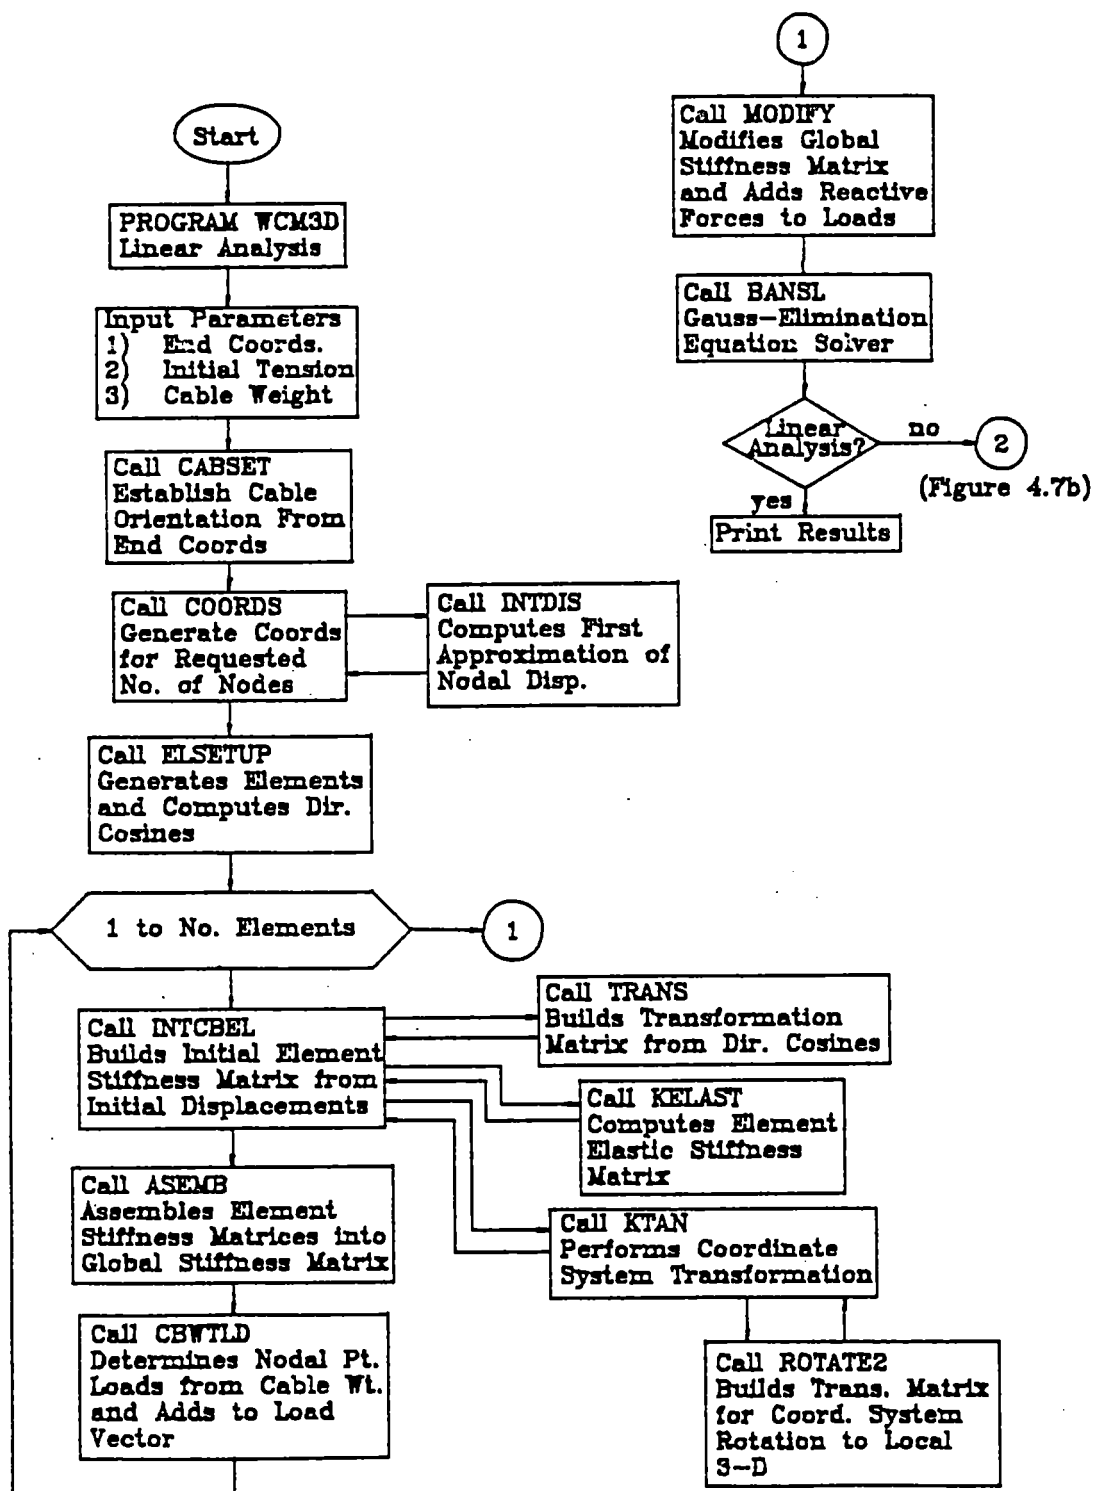 Start
PROGRAM WCM3D
Linear Analysis
Input Parameters
1) End Coords.
2) Initial Tension
3) Cable Weight
Call CABSET
Establish Cable
Orientation From
End Coords
Call COORDS
Generate Coords
for Requested
No. of Nodes
Call INTDIS
Computes First
Approximation of
Nodal Disp.
Call ELSETUP
Generates Elements
and Computes Dir.
Cosines
1 to No. Elements
1
Call INTCBEL
Builds Initial Element
Stiffness Matrix from
Initial Displacements
Call TRANS
Builds Transformation
Matrix from Dir. Cosines
Call KELAST
Computes Element
Elastic Stiffness
Matrix
Call KTAN
Performs Coordinate
System Transformation
Call ROTATE2
Builds Trans. Matrix
for Coord. System
Rotation to Local
3-D
Call ASEMB
Assembles Element
Stiffness Matrices into
Global Stiffness Matrix
Call CBWTLD
Determines Nodal Pt.
Loads from Cable Wt.
and Adds to Load
Vector
1
Call MODIFY
Modifies Global
Stiffness Matrix
and Adds Reactive
Forces to Loads
Call BANSL
Gauss-Elimination
Equation Solver
Linear
Analysis?
no
2
(Figure 4.7b)
yes
Print Results